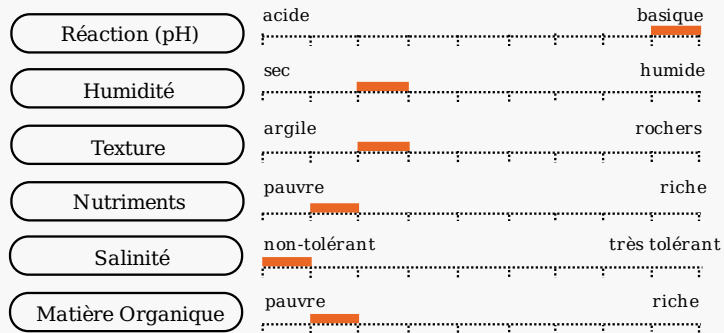 acide basique
Réaction (pH)
sec humide
Humidité
argile rochers
Texture
pauvre riche
Nutriments
non-tolérant très tolérant
Salinité
pauvre riche
Matière Organique